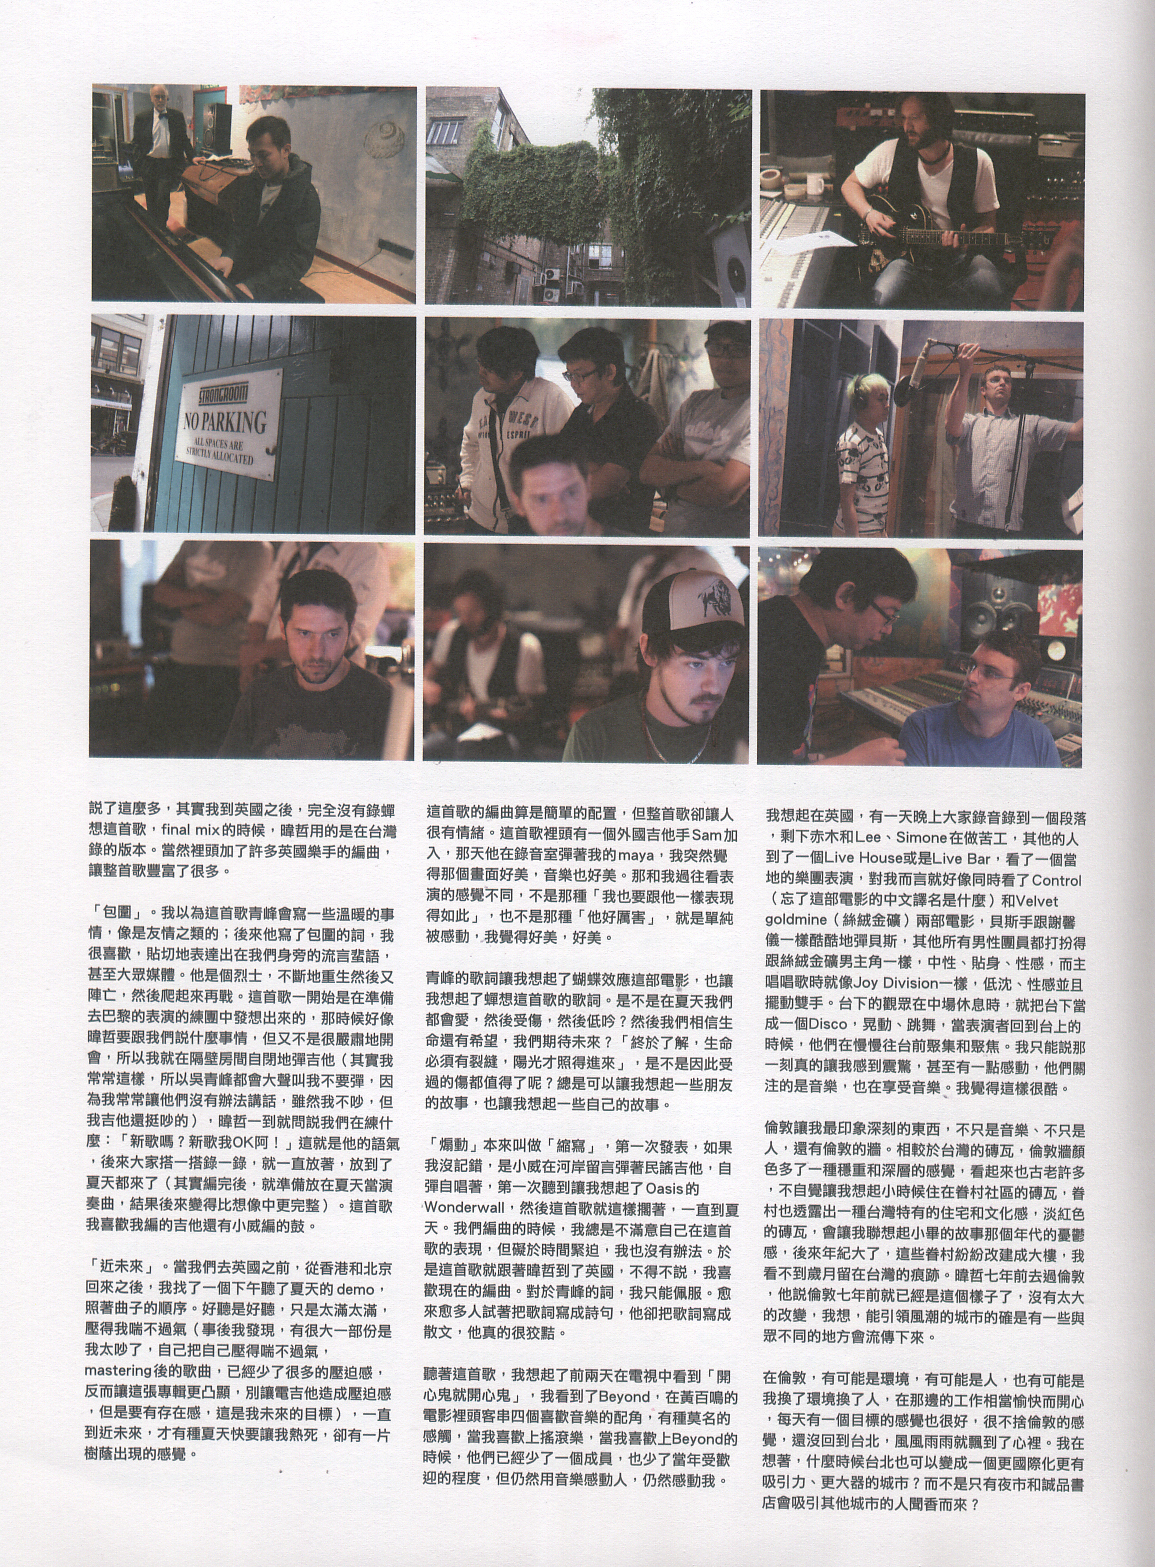 STRONGROOM
NO PARKING
ALL SPACES ARE
STRICTLY ALLOCATED
WEST
ESPRIT
說了這麼多，其實我到英國之後，完全沒有錄蟬
想這首歌，final mix的時候，暐哲用的是在台灣
錄的版本。當然裡頭加了許多英國樂手的編曲，
讓整首歌豐富了很多。
「包圍」。我以為這首歌青峰會寫一些溫暖的事
情，像是友情之類的；後來他寫了包圍的詞，我
很喜歡，貼切地表達出在我們身旁的流言蜚語，
甚至大眾媒體。他是個烈士，不斷地重生然後又
陣亡，然後爬起來再戰。這首歌一開始是在準備
去巴黎的表演的練團中發想出來的，那時候好像
暐哲要跟我們說什麼事情，但又不是很嚴肅地開
會，所以我就在隔壁房間自閉地彈吉他（其實我
常常這樣，所以吳青峰都會大聲叫我不要彈，因
為我常常讓他們沒有辦法講話，雖然我不吵，但
我吉他還挺吵的），暐哲一到就問說我們在練什
麼：「新歌嗎？新歌我OK阿！」這就是他的語氣
，後來大家搭一搭錄一錄，就一直放著，放到了
夏天都來了（其實編完後，就準備放在夏天當演
奏曲，結果後來變得比想像中更完整）。這首歌
我喜歡我編的吉他還有小威編的鼓。
「近未來」。當我們去英國之前，從香港和北京
回來之後，我找了一個下午聽了夏天的 demo，
照著曲子的順序。好聽是好聽，只是太滿太滿，
壓得我喘不過氣（事後我發現，有很大一部份是
我太吵了，自己把自己壓得喘不過氣，
mastering後的歌曲，已經少了很多的壓迫感，
反而讓這張專輯更凸顯，別讓電吉他造成壓迫感
，但是要有存在感，這是我未來的目標），一直
到近未來，才有種夏天快要讓我熱死，卻有一片
樹蔭出現的感覺。
這首歌的編曲算是簡單的配置，但整首歌卻讓人
很有情緒。這首歌裡頭有一個外國吉他手Sam加
入，那天他在錄音室彈著我的maya，我突然覺
得那個畫面好美，音樂也好美。那和我過往看表
演的感覺不同，不是那種「我也要跟他一樣表現
得如此」，也不是那種「他好厲害」，就是單純
被感動，我覺得好美，好美。
青峰的歌詞讓我想起了蝴蝶效應這部電影，也讓
我想起了蟬想這首歌的歌詞。是不是在夏天我們
都會愛，然後受傷，然後低吟？然後我們相信生
命還有希望，我們期待未來？「終於了解，生命
必須有裂縫，陽光才照得進來」，是不是因此受
過的傷都值得了呢？總是可以讓我想起一些朋友
的故事，也讓我想起一些自己的故事。
「煽動」本來叫做「縮寫」，第一次發表，如果
我沒記錯，是小威在河岸留言彈著民謠吉他，自
彈自唱著，第一次聽到讓我想起了Oasis的
Wonderwall，然後這首歌就這樣擱著，一直到夏
天。我們編曲的時候，我總是不滿意自己在這首
歌的表現，但礙於時間緊迫，我也沒有辦法。於
是這首歌就跟著暐哲到了英國，不得不說，我喜
歡現在的編曲。對於青峰的詞，我只能佩服。愈
來愈多人試著把歌詞寫成詩句，他卻把歌詞寫成
散文，他真的很狡黠。
聽著這首歌，我想起了前兩天在電視中看到「開
心鬼就開心鬼」，我看到了Beyond，在黃百鳴的
電影裡頭客串四個喜歡音樂的配角，有種莫名的
感觸，當我喜歡上搖滾樂，當我喜歡上Beyond的
時候，他們已經少了一個成員，也少了當年受歡
迎的程度，但仍然用音樂感動人，仍然感動我。
我想起在英國，有一天晚上大家錄音錄到一個段落
，剩下赤木和Lee、Simone在做苦工，其他的人
到了一個Live House或是Live Bar，看了一個當
地的樂團表演，對我而言就好像同時看了Control
（忘了這部電影的中文譯名是什麼）和Velvet
goldmine（絲絨金礦）兩部電影，貝斯手跟謝馨
儀一樣酷酷地彈貝斯，其他所有男性團員都打扮得
跟絲絨金礦男主角一樣，中性、貼身、性感，而主
唱唱歌時就像Joy Division一樣，低沈、性感並且
擺動雙手。台下的觀眾在中場休息時，就把台下當
成一個Disco，晃動、跳舞，當表演者回到台上的
時候，他們在慢慢往台前聚集和聚焦。我只能說那
一刻真的讓我感到震驚，甚至有一點感動，他們關
注的是音樂，也在享受音樂。我覺得這樣很酷。
倫敦讓我最印象深刻的東西，不只是音樂、不只是
人，還有倫敦的牆。相較於台灣的磚瓦，倫敦牆顏
色多了一種穩重和深層的感覺，看起來也古老許多
，不自覺讓我想起小時候住在眷村社區的磚瓦，眷
村也透露出一種台灣特有的住宅和文化感，淡紅色
的磚瓦，會讓我聯想起小畢的故事那個年代的憂鬱
感，後來年紀大了，這些眷村紛紛改建成大樓，我
看不到歲月留在台灣的痕跡。暐哲七年前去過倫敦
，他說倫敦七年前就已經是這個樣子了，沒有太大
的改變，我想，能引領風潮的城市的確是有一些與
眾不同的地方會流傳下來。
在倫敦，有可能是環境，有可能是人，也有可能是
我換了環境換了人，在那邊的工作相當愉快而開心
，每天有一個目標的感覺也很好，很不捨倫敦的感
覺，還沒回到台北，風風雨雨就飄到了心裡。我在
想著，什麼時候台北也可以變成一個更國際化更有
吸引力、更大器的城市？而不是只有夜市和誠品書
店會吸引其他城市的人聞香而來？